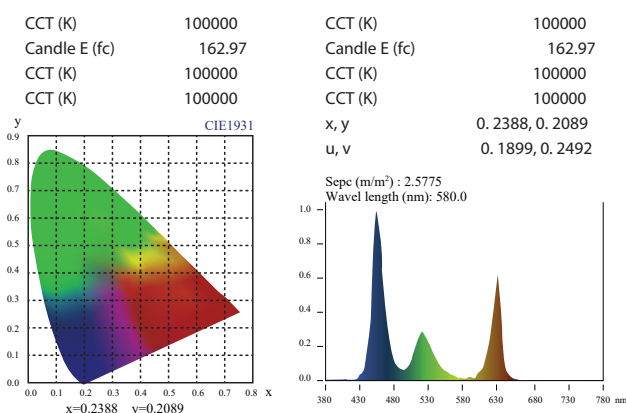 CCT (K) 100000
Candle E (fc) 162.97
CCT (K) 100000
CCT (K) 100000
y
CIE1931
0.9
0.8
0.7
0.6
0.5
0.4
0.3
0.2
0.1
0.0
0.0 0.1 0.2 0.3 0.4 0.5 0.6 0.7 0.8 x
x=0.2388 v=0.2089
CCT (K) 100000
Candle E (fc) 162.97
CCT (K) 100000
CCT (K) 100000
x, y 0. 2388, 0. 2089
u, v 0. 1899, 0. 2492
Sepc (m/m²) : 2.5775
Wavel length (nm): 580.0
1.0
0.8
0.6
0.4
0.2
0.0
380 430 480 530 580 630 680 730 780 nm